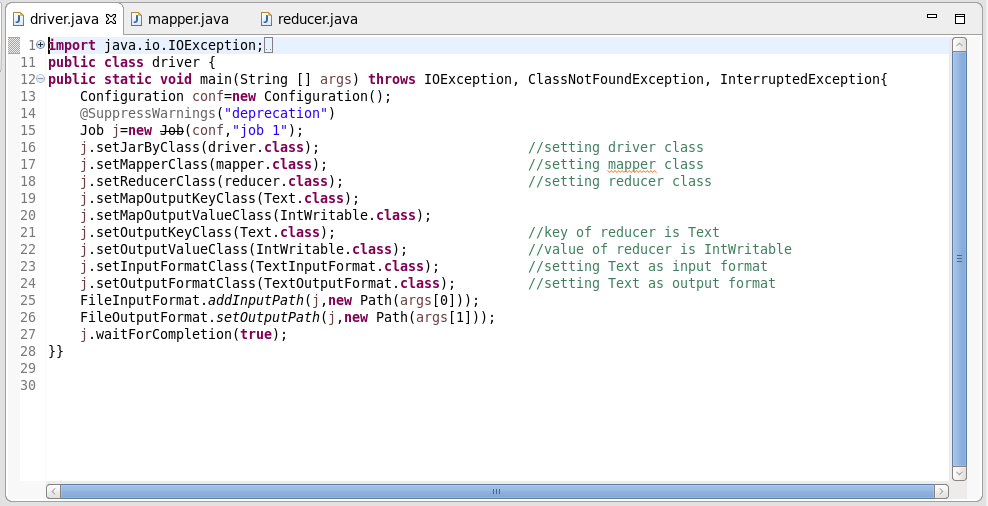 driver.java mapper.java reducer.java
1 import java.io.IOException;
11 public class driver {
12 public static void main(String [] args) throws IOException, ClassNotFoundException, InterruptedException{
13 Configuration conf=new Configuration();
14 @SuppressWarnings("deprecation")
15 Job j=new Job(conf,"job 1");
16 j.setJarByClass(driver.class); //setting driver class
17 j.setMapperClass(mapper.class); //setting mapper class
18 j.setReducerClass(reducer.class); //setting reducer class
19 j.setMapOutputKeyClass(Text.class);
20 j.setMapOutputValueClass(IntWritable.class);
21 j.setOutputKeyClass(Text.class); //key of reducer is Text
22 j.setOutputValueClass(IntWritable.class); //value of reducer is IntWritable
23 j.setInputFormatClass(TextInputFormat.class); //setting Text as input format
24 j.setOutputFormatClass(TextOutputFormat.class); //setting Text as output format
25 FileInputFormat.addInputPath(j,new Path(args[0]));
26 FileOutputFormat.setOutputPath(j,new Path(args[1]));
27 j.waitForCompletion(true);
28 }}
29
30